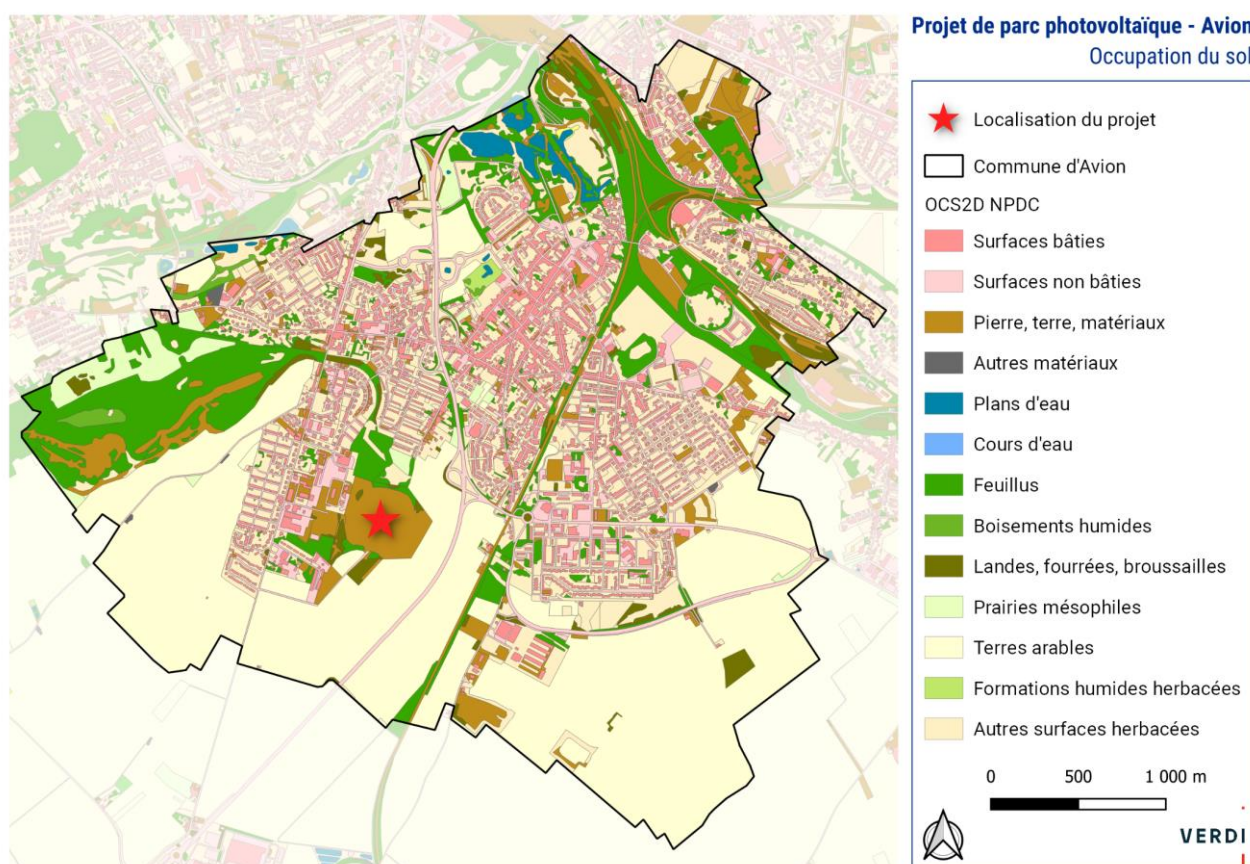 Projet de parc photovoltaïque - Avion
Occupation du sol
Localisation du projet
Commune d'Avion
OCS2D NPDC
Surfaces bâties
Surfaces non bâties
Pierre, terre, matériaux
Autres matériaux
Plans d'eau
Cours d'eau
Feuillus
Boisements humides
Landes, fourrées, broussailles
Prairies mésophiles
Terres arables
Formations humides herbacées
Autres surfaces herbacées
0 500 1 000 m
VERDI